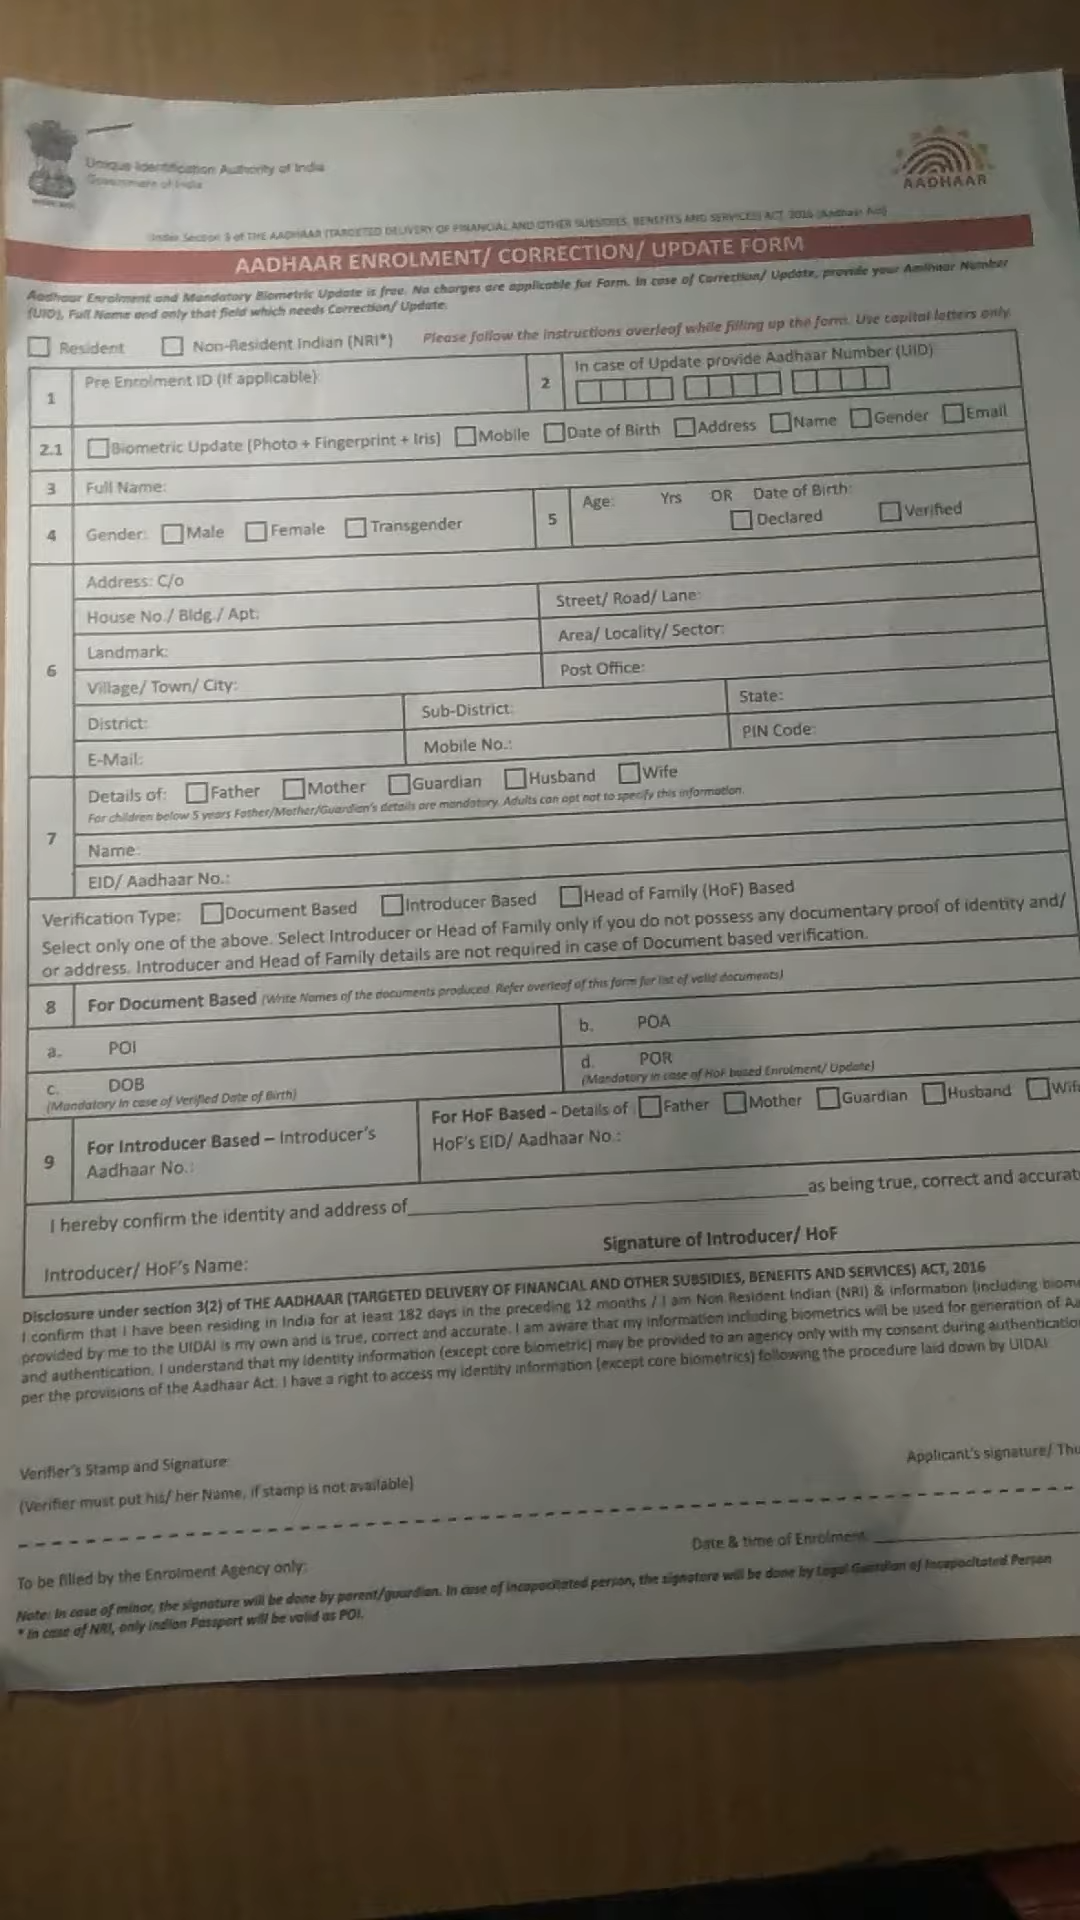 Unique Identification Authority of India
Government of India
AADHAAR
Under Section 3 of THE AADHAAR (TARGETED DELIVERY OF FINANCIAL AND OTHER SUBSIDIES, BENEFITS AND SERVICES) ACT, 2016 (Aadhaar Act)
AADHAAR ENROLMENT/ CORRECTION/ UPDATE FORM
Aadhaar Enrolment and Mandatory Biometric Update is free. No charges are applicable for Form. In case of Correction/ Update, provide your Aadhaar Number
(UID), Full Name and only that field which needs Correction/ Update.
Resident Non-Resident Indian (NRI*) Please follow the instructions overleaf while filling up the form. Use capital letters only.
1 Pre Enrolment ID (If applicable): 2 In case of Update provide Aadhaar Number (UID)
2.1 Biometric Update (Photo + Fingerprint + Iris) Mobile Date of Birth Address Name Gender Email
3 Full Name:
4 Gender: Male Female Transgender 5 Age: Yrs OR Date of Birth:
Declared Verified
6 Address: C/o
House No./ Bldg./ Apt: Street/ Road/ Lane:
Landmark: Area/ Locality/ Sector:
Village/ Town/ City: Post Office:
District: Sub-District: State:
E-Mail: Mobile No.: PIN Code:
7 Details of: Father Mother Guardian Husband Wife
For children below 5 years Father/Mother/Guardian's details are mandatory. Adults can opt not to specify this information.
Name:
EID/ Aadhaar No.:
Verification Type: Document Based Introducer Based Head of Family (HoF) Based
Select only one of the above. Select Introducer or Head of Family only if you do not possess any documentary proof of identity and/
or address. Introducer and Head of Family details are not required in case of Document based verification.
8 For Document Based (Write Names of the documents produced. Refer overleaf of this form for list of valid documents)
a. POI b. POA
c. DOB d. POR
(Mandatory in case of Verified Date of Birth) (Mandatory in case of HoF based Enrolment/ Update)
9 For Introducer Based – Introducer's
Aadhaar No.:
For HoF Based - Details of Father Mother Guardian Husband Wife
HoF's EID/ Aadhaar No.:
I hereby confirm the identity and address of as being true, correct and accurat
Introducer/ HoF's Name: Signature of Introducer/ HoF
Disclosure under section 3(2) of THE AADHAAR (TARGETED DELIVERY OF FINANCIAL AND OTHER SUBSIDIES, BENEFITS AND SERVICES) ACT, 2016
I confirm that I have been residing in India for at least 182 days in the preceding 12 months / I am Non Resident Indian (NRI) & information (including biom
provided by me to the UIDAI is my own and is true, correct and accurate. I am aware that my information including biometrics will be used for generation of Aa
and authentication. I understand that my identity information (except core biometric) may be provided to an agency only with my consent during authenticatio
per the provisions of the Aadhaar Act. I have a right to access my identity information (except core biometrics) following the procedure laid down by UIDAI
Verifier's Stamp and Signature: Applicant's signature/ Thu
(Verifier must put his/ her Name, if stamp is not available)
To be filled by the Enrolment Agency only: Date & time of Enrolment:
Note: In case of minor, the signature will be done by parent/guardian. In case of incapacitated person, the signature will be done by Legal Guardian of Incapacitated Person
* In case of NRI, only Indian Passport will be valid as POI.